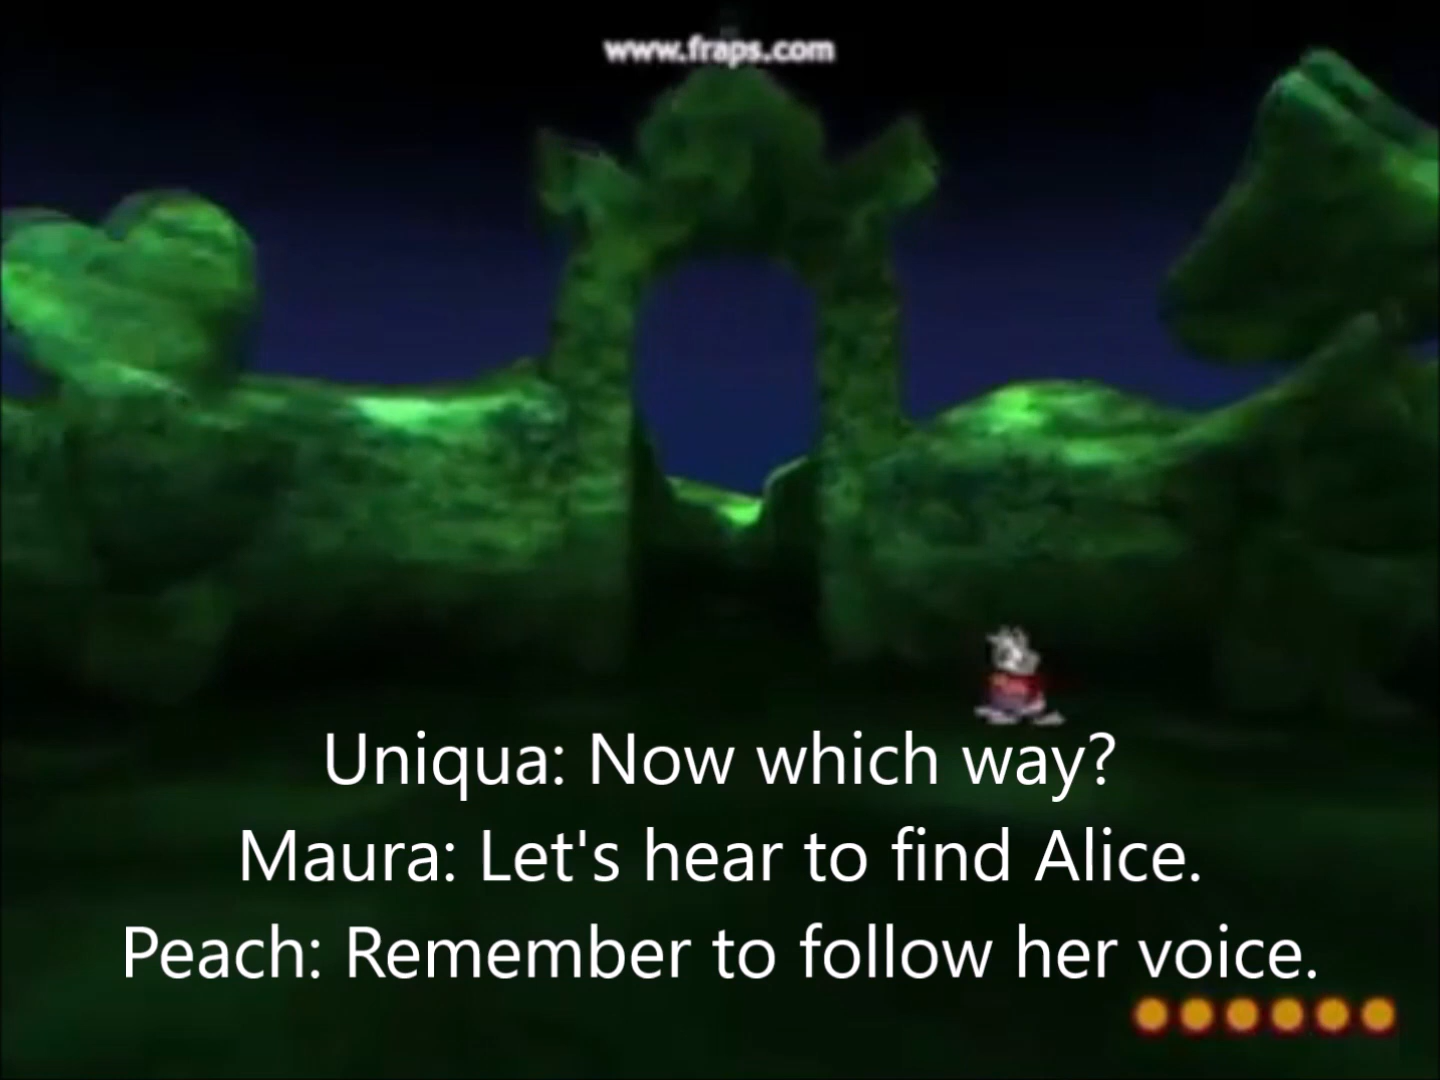 www.fraps.com
Uniqua: Now which way?
Maura: Let's hear to find Alice.
Peach: Remember to follow her voice.